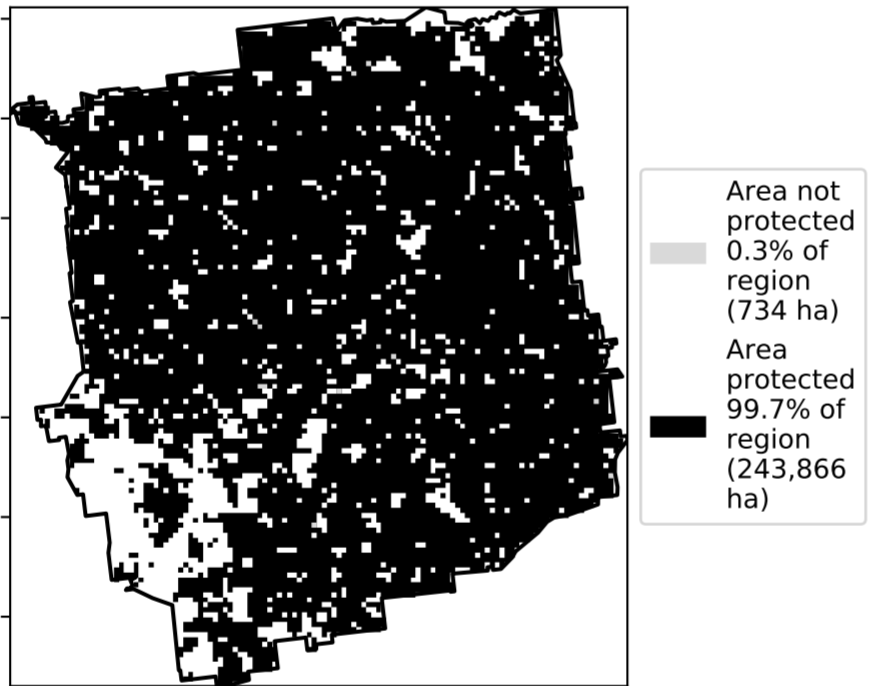 Area not
protected
0.3% of
region
(734 ha)
Area
protected
99.7% of
region
(243,866
ha)